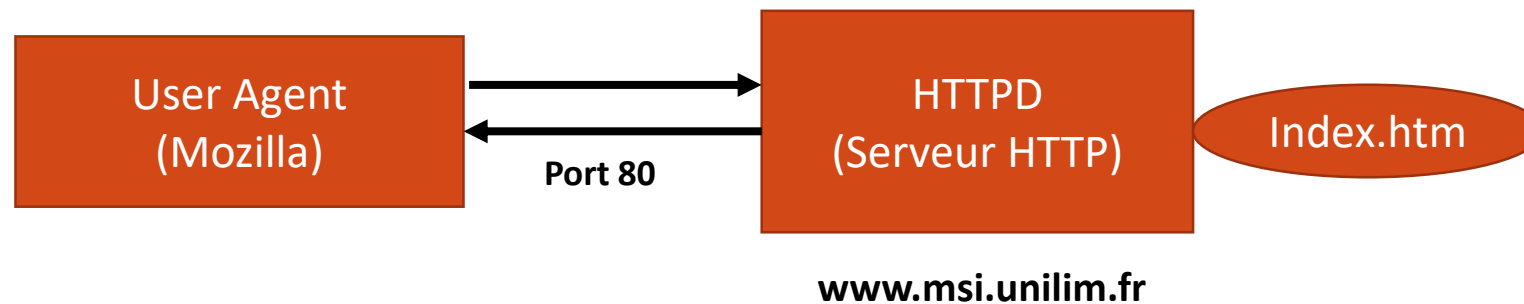 User Agent
(Mozilla)
Port 80
HTTPD
(Serveur HTTP)
Index.htm
www.msi.unilim.fr